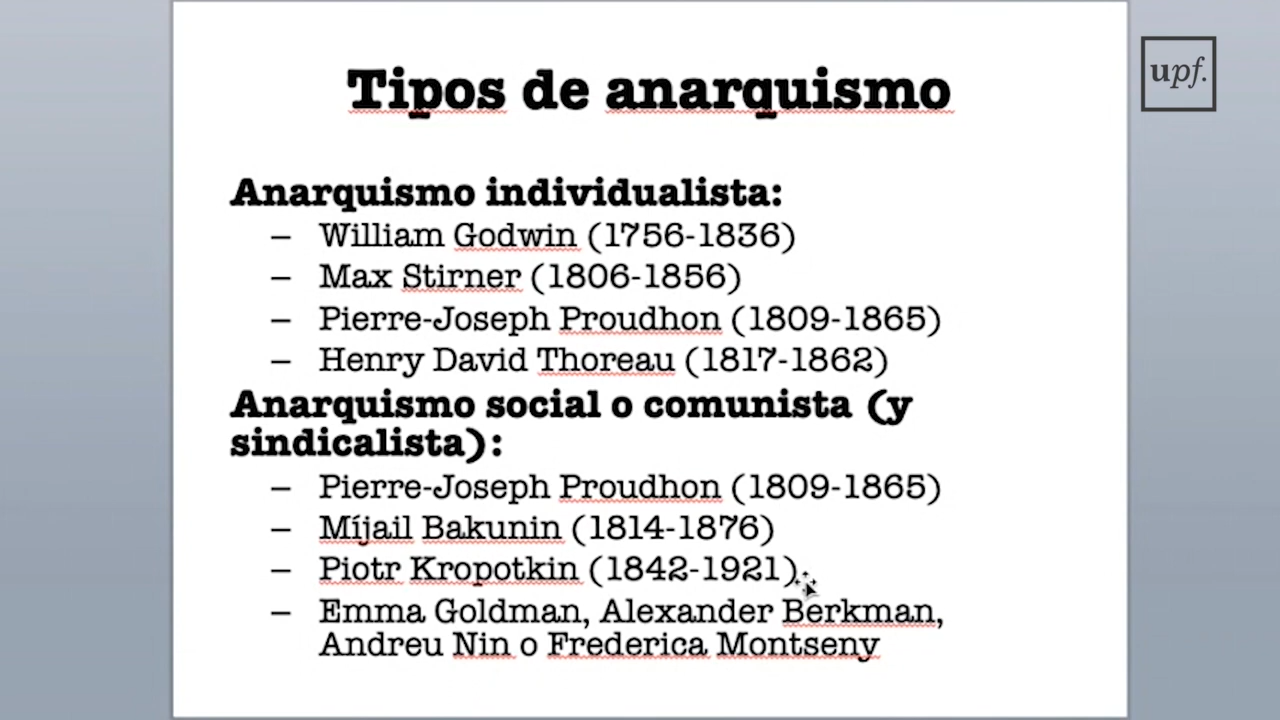 Tipos de anarquismo
upf.
Anarquismo individualista:
– William Godwin (1756-1836)
– Max Stirner (1806-1856)
– Pierre-Joseph Proudhon (1809-1865)
– Henry David Thoreau (1817-1862)
Anarquismo social o comunista (y
sindicalista):
– Pierre-Joseph Proudhon (1809-1865)
– Míjail Bakunin (1814-1876)
– Piotr Kropotkin (1842-1921)
– Emma Goldman, Alexander Berkman,
Andreu Nin o Frederica Montseny